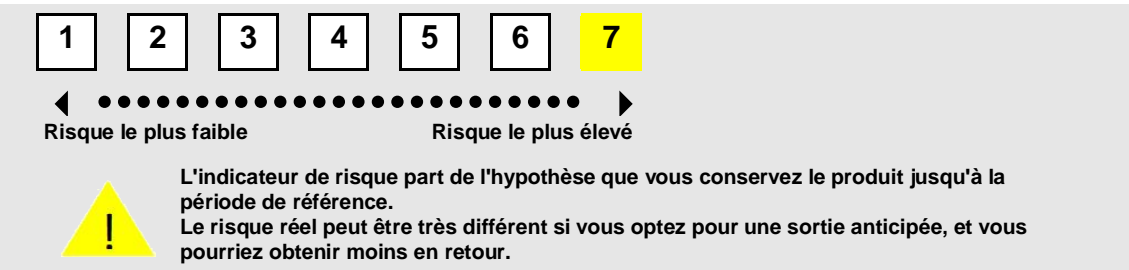 1 2 3 4 5 6 7
Risque le plus faible Risque le plus élevé
L'indicateur de risque part de l'hypothèse que vous conservez le produit jusqu'à la
période de référence.
Le risque réel peut être très différent si vous optez pour une sortie anticipée, et vous
pourriez obtenir moins en retour.
!